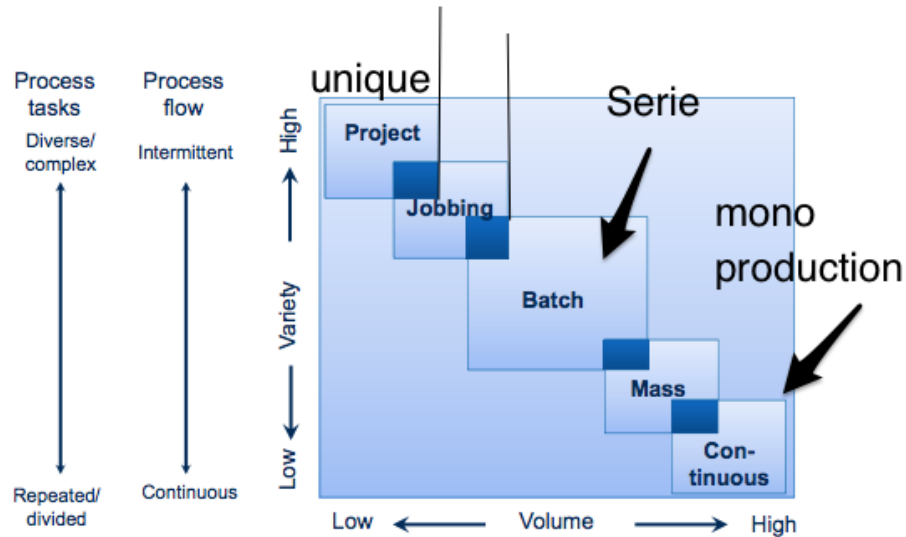 Process
tasks
Diverse/
complex
Repeated/
divided
Process
flow
Intermittent
Continuous
High
Variety
Low
unique
Project
Jobbing
Serie
Batch
mono
production
Mass
Con-
tinuous
Low
Volume
High